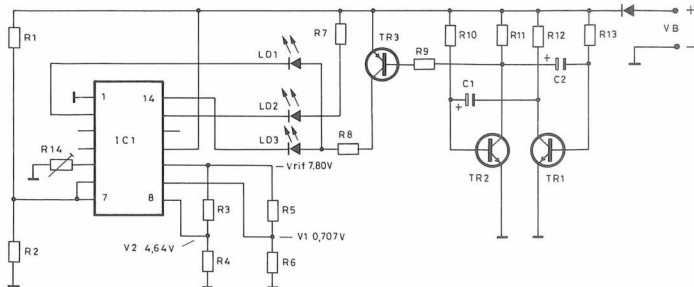 R1
R7
TR3
R9
R10
R11
R12
R13
VB
+
−
LD1
LD2
LD3
R8
C1
+
C2
+
TR2
TR1
1
14
IC1
7
8
R14
Vrif 7,80V
R3
R5
V2 4,64V
V1 0,707V
R2
R4
R6